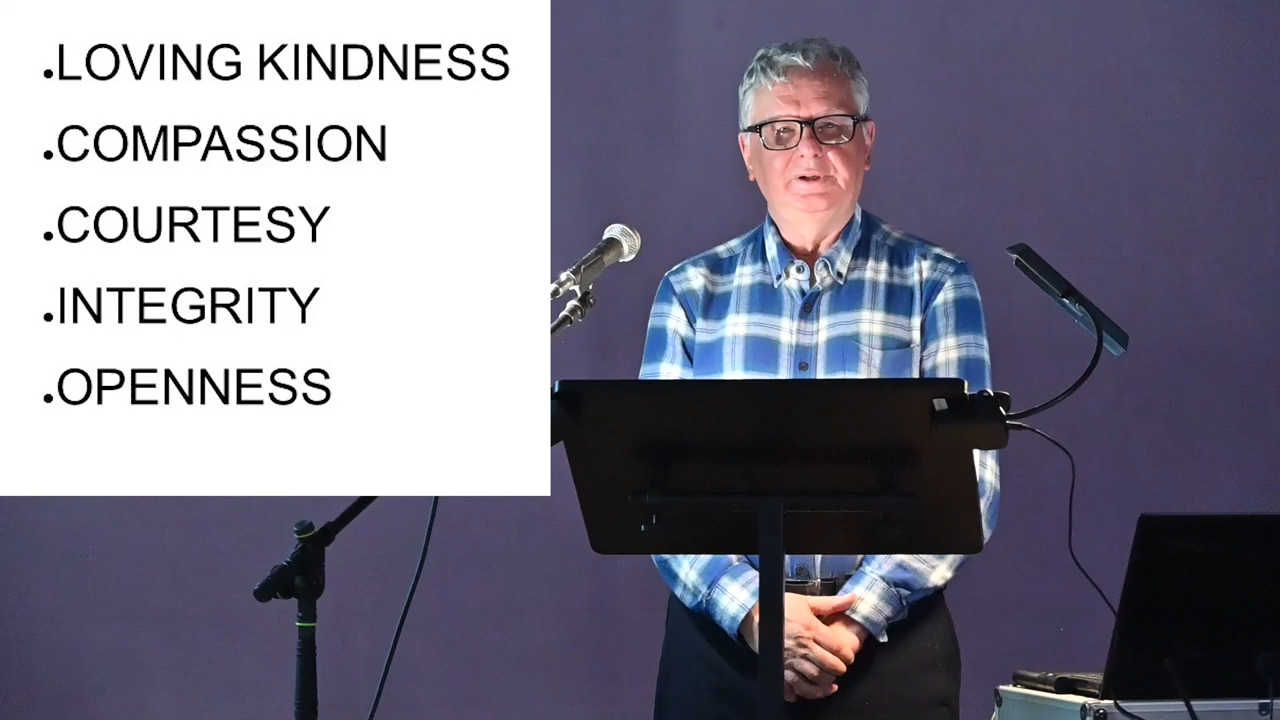 .LOVING KINDNESS
.COMPASSION
.COURTESY
.INTEGRITY
.OPENNESS